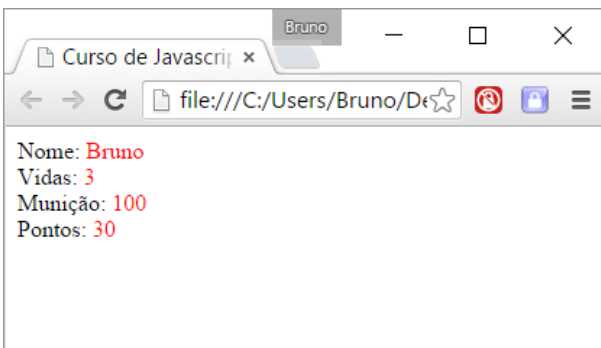 Bruno
Curso de Javascrip
file:///C:/Users/Bruno/De
Nome: Bruno
Vidas: 3
Munição: 100
Pontos: 30